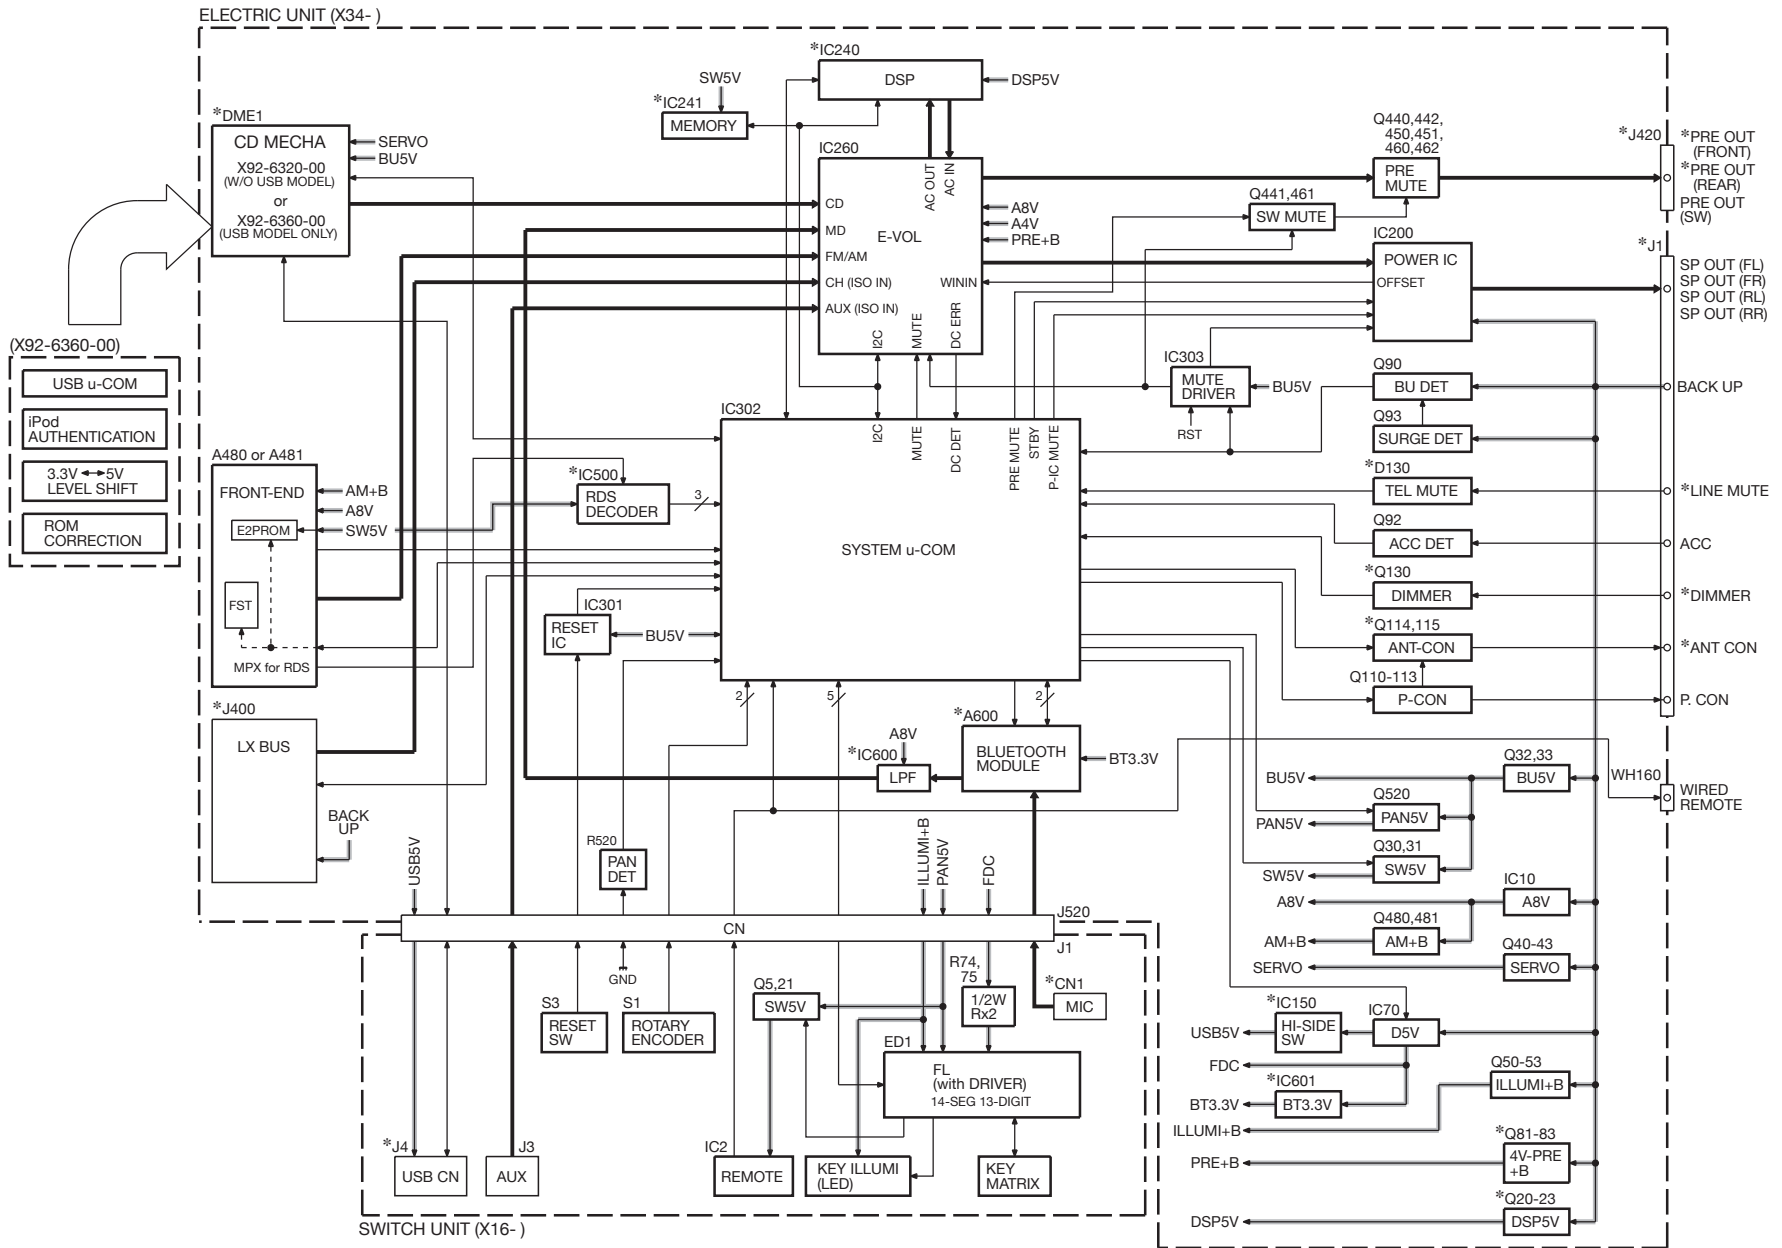 ELECTRIC UNIT (X34- )
*DME1
CD MECHA
X92-6320-00
(W/O USB MODEL)
or
X92-6360-00
(USB MODEL ONLY)
SERVO
BU5V
SW5V
*IC241
MEMORY
*IC240
DSP
DSP5V
IC260
AC OUT
AC IN
CD
MD
FM/AM
CH (ISO IN)
AUX (ISO IN)
E-VOL
WININ
I2C
MUTE
DC ERR
A8V
A4V
PRE+B
Q440,442,
450,451,
460,462
PRE
MUTE
Q441,461
SW MUTE
IC200
POWER IC
OFFSET
*J420
*PRE OUT
(FRONT)
*PRE OUT
(REAR)
PRE OUT
(SW)
*J1
SP OUT (FL)
SP OUT (FR)
SP OUT (RL)
SP OUT (RR)
(X92-6360-00)
USB u-COM
iPod
AUTHENTICATION
3.3V 5V
LEVEL SHIFT
ROM
CORRECTION
IC303
MUTE
DRIVER
BU5V
RST
Q90
BU DET
Q93
SURGE DET
BACK UP
*D130
TEL MUTE
*LINE MUTE
Q92
ACC DET
ACC
*Q130
DIMMER
*DIMMER
*Q114,115
ANT-CON
*ANT CON
Q110-113
P-CON
P. CON
IC302
I2C
MUTE
DC DET
PRE MUTE
STBY
P-IC MUTE
SYSTEM u-COM
A480 or A481
FRONT-END
E2PROM
FST
MPX for RDS
AM+B
A8V
SW5V
*IC500
RDS
DECODER
3
IC301
RESET
IC
BU5V
2
5
2
*J400
LX BUS
BACK
UP
*A600
BLUETOOTH
MODULE
BT3.3V
A8V
*IC600
LPF
R520
PAN
DET
USB5V
ILLUMI+B
PAN5V
FDC
WH160
WIRED
REMOTE
Q32,33
BU5V
BU5V
Q520
PAN5V
PAN5V
Q30,31
SW5V
SW5V
IC10
A8V
A8V
Q480,481
AM+B
AM+B
Q40-43
SERVO
SERVO
*IC150
HI-SIDE
SW
USB5V
IC70
D5V
FDC
*IC601
BT3.3V
BT3.3V
Q50-53
ILLUMI+B
ILLUMI+B
*Q81-83
4V-PRE
+B
PRE+B
*Q20-23
DSP5V
DSP5V
CN
J520
J1
GND
S3
RESET
SW
S1
ROTARY
ENCODER
Q5,21
SW5V
R74,
75
1/2W
Rx2
*CN1
MIC
ED1
FL
(with DRIVER)
14-SEG 13-DIGIT
*J4
USB CN
J3
AUX
IC2
REMOTE
KEY ILLUMI
(LED)
KEY
MATRIX
SWITCH UNIT (X16- )